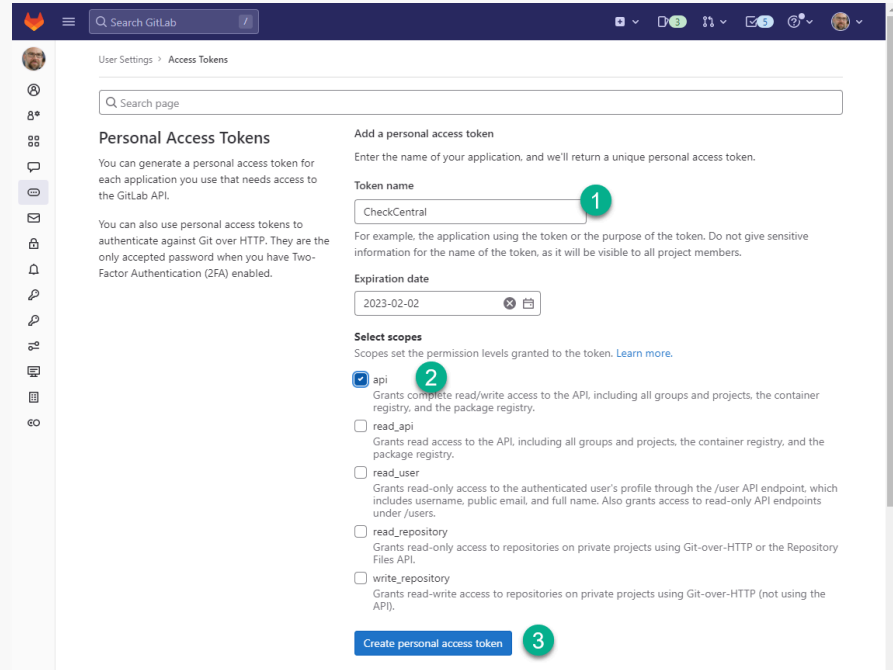 Search GitLab /
3
5
User Settings > Access Tokens
Search page
Personal Access Tokens
You can generate a personal access token for
each application you use that needs access to
the GitLab API.
You can also use personal access tokens to
authenticate against Git over HTTP. They are the
only accepted password when you have Two-
Factor Authentication (2FA) enabled.
Add a personal access token
Enter the name of your application, and we'll return a unique personal access token.
Token name
1
CheckCentral
For example, the application using the token or the purpose of the token. Do not give sensitive
information for the name of the token, as it will be visible to all project members.
Expiration date
2023-02-02
Select scopes
Scopes set the permission levels granted to the token. Learn more.
api
2
Grants complete read/write access to the API, including all groups and projects, the container
registry, and the package registry.
read_api
Grants read access to the API, including all groups and projects, the container registry, and the
package registry.
read_user
Grants read-only access to the authenticated user's profile through the /user API endpoint, which
includes username, public email, and full name. Also grants access to read-only API endpoints
under /users.
read_repository
Grants read-only access to repositories on private projects using Git-over-HTTP or the Repository
Files API.
write_repository
Grants read-write access to repositories on private projects using Git-over-HTTP (not using the
API).
Create personal access token
3